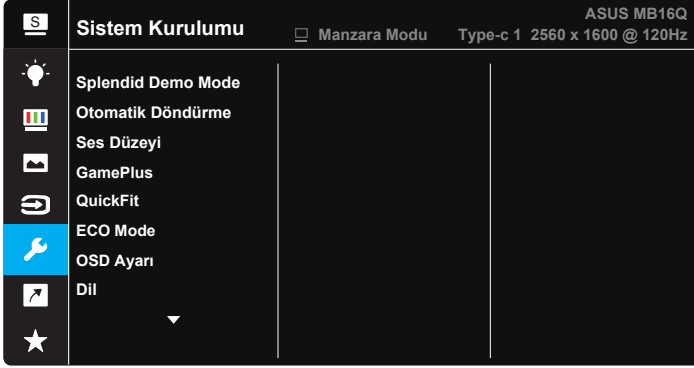 S
Sistem Kurulumu
Manzara Modu
ASUS MB16Q
Type-c 1 2560 x 1600 @ 120Hz
Splendid Demo Mode
Otomatik Döndürme
Ses Düzeyi
GamePlus
QuickFit
ECO Mode
OSD Ayarı
Dil